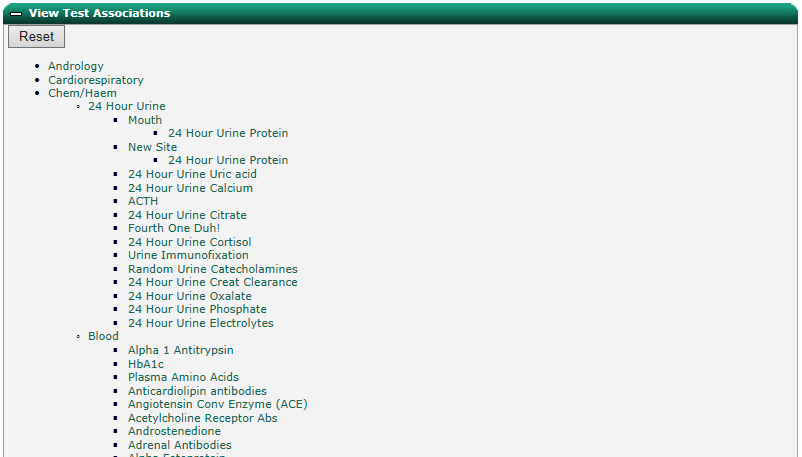 View Test Associations
Reset
Andrology
Cardiorespiratory
Chem/Haem
24 Hour Urine
Mouth
24 Hour Urine Protein
New Site
24 Hour Urine Protein
24 Hour Urine Uric acid
24 Hour Urine Calcium
ACTH
24 Hour Urine Citrate
Fourth One Duh!
24 Hour Urine Cortisol
Urine Immunofixation
Random Urine Catecholamines
24 Hour Urine Creat Clearance
24 Hour Urine Oxalate
24 Hour Urine Phosphate
24 Hour Urine Electrolytes
Blood
Alpha 1 Antitrypsin
HbA1c
Plasma Amino Acids
Anticardiolipin antibodies
Angiotensin Conv Enzyme (ACE)
Acetylcholine Receptor Abs
Androstenedione
Adrenal Antibodies